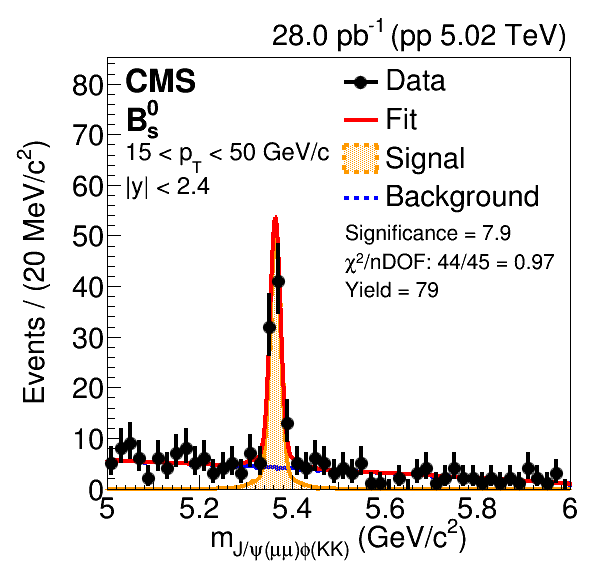 28.0 pb⁻¹ (pp 5.02 TeV)
CMS
B⁰ₛ
15 < p_T < 50 GeV/c
|y| < 2.4
Data
Fit
Signal
Background
Significance = 7.9
χ²/nDOF: 44/45 = 0.97
Yield = 79
Events / (20 MeV/c²)
80
70
60
50
40
30
20
10
0
5 5.2 5.4 5.6 5.8 6
m_J/ψ(μμ)φ(KK) (GeV/c²)